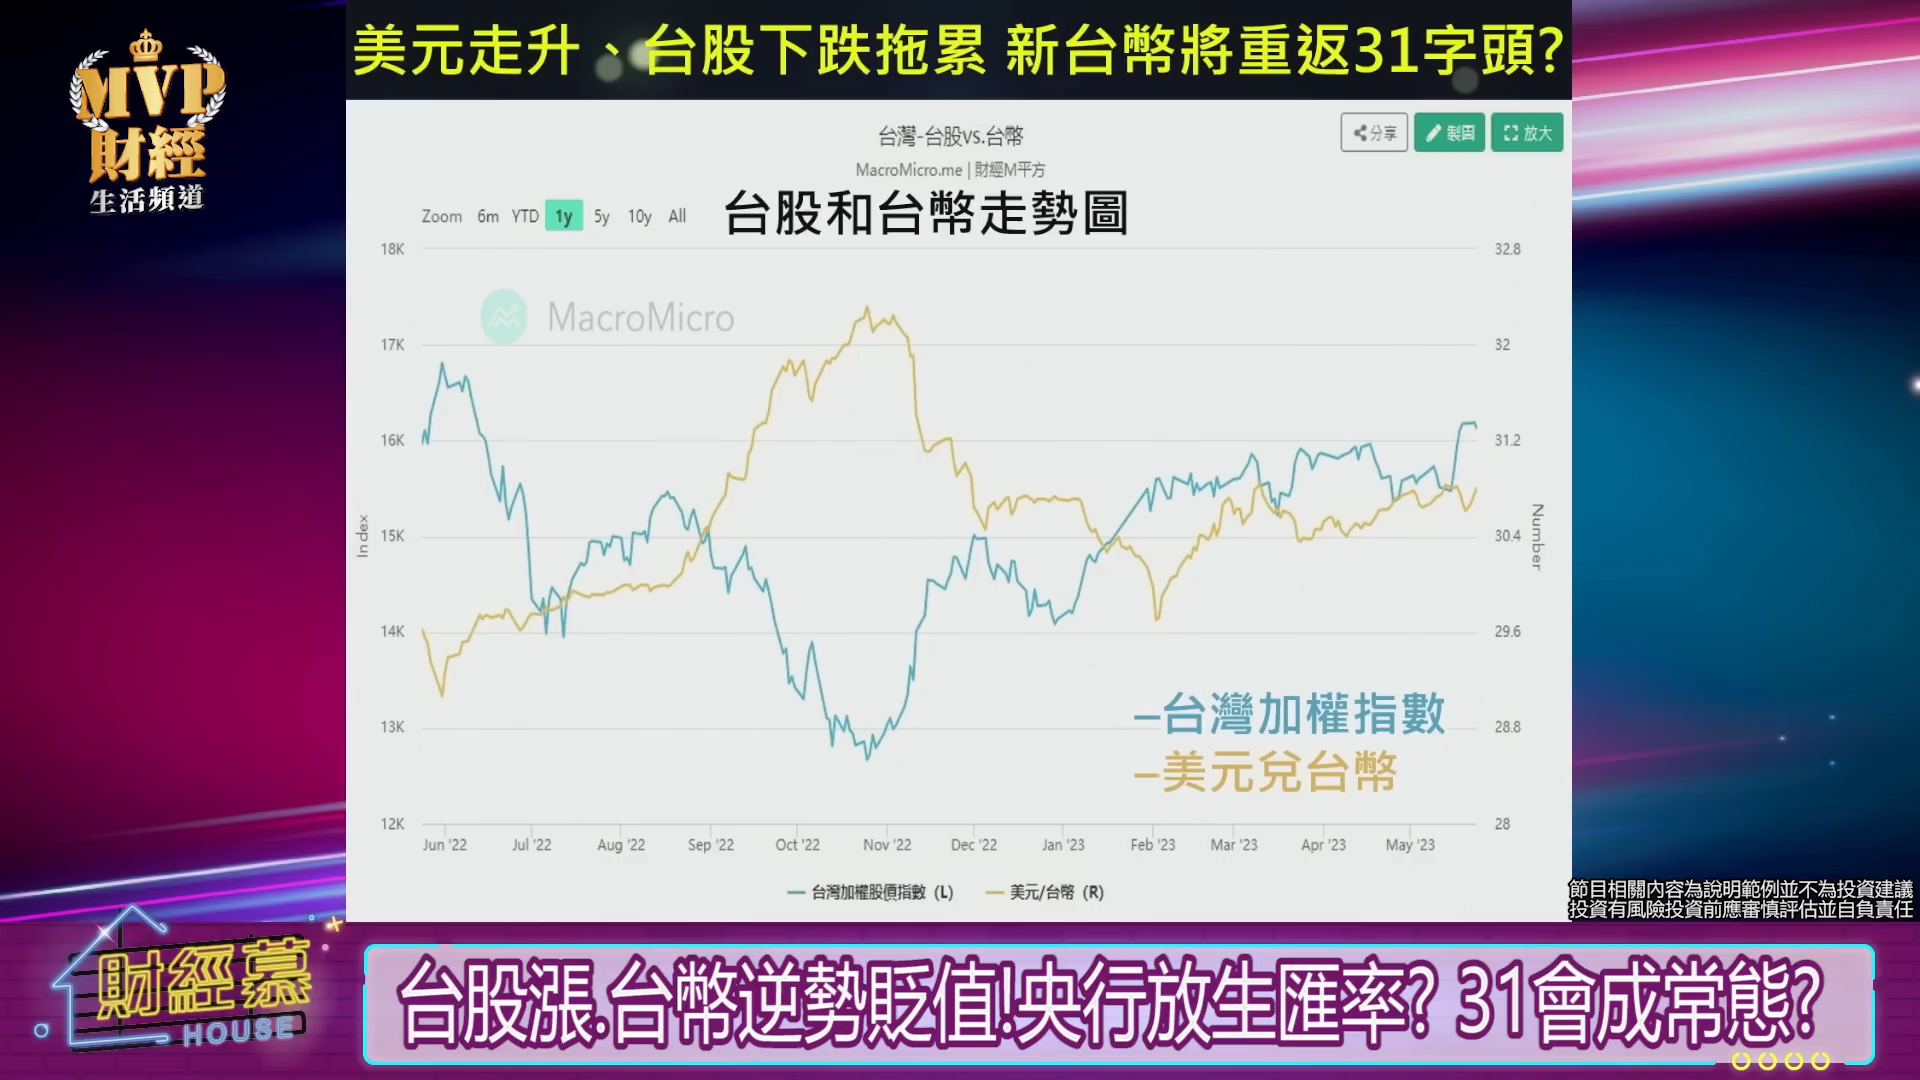 美元走升、台股下跌拖累 新台幣將重返31字頭?
MVP
財經
生活頻道
台灣-台股vs.台幣
MacroMicro.me | 財經M平方
分享
製圖
放大
台股和台幣走勢圖
Zoom 6m YTD 1y 5y 10y All
18K
17K
16K
15K
14K
13K
12K
Index
MacroMicro
32.8
32
31.2
30.4
29.6
28.8
28
Number
–台灣加權指數
–美元兌台幣
Jun '22 Jul '22 Aug '22 Sep '22 Oct '22 Nov '22 Dec '22 Jan '23 Feb '23 Mar '23 Apr '23 May '23
台灣加權股價指數 (L) 美元/台幣 (R)
節目相關內容為說明範例並不為投資建議
投資有風險投資前應審慎評估並自負責任
財經慕
HOUSE
台股漲.台幣逆勢貶值!央行放生匯率? 31會成常態?